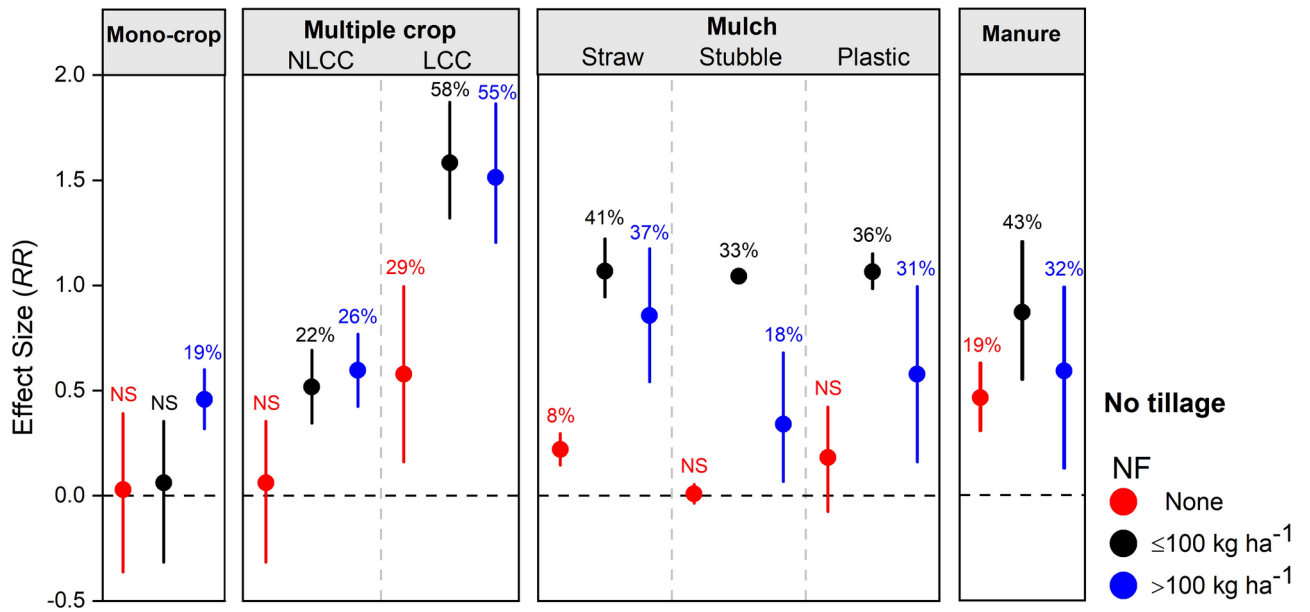 Mono-crop
Multiple crop
NLCC LCC
Mulch
Straw Stubble Plastic
Manure
Effect Size (RR)
2.0
1.5
1.0
0.5
0.0
-0.5
NS
NS
19%
NS
22%
26%
29%
58%
55%
8%
41%
37%
NS
33%
18%
NS
36%
31%
19%
43%
32%
No tillage
NF
None
≤100 kg ha⁻¹
>100 kg ha⁻¹